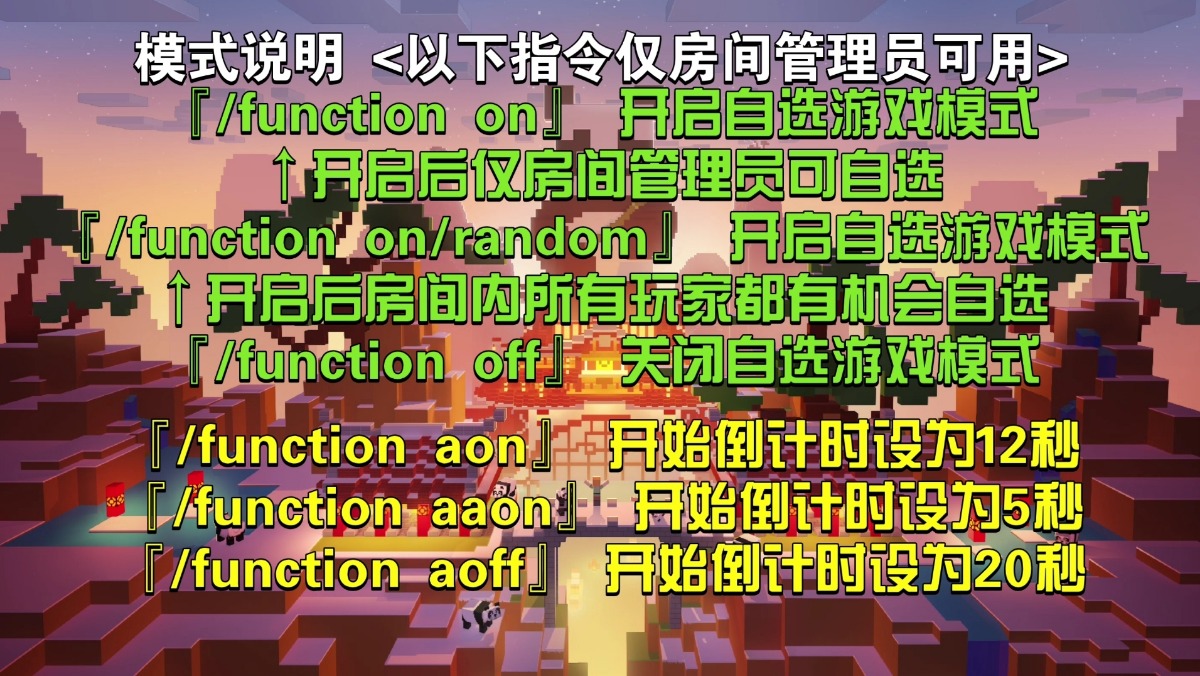 模式说明 <以下指令仅房间管理员可用>
『/function on』 开启自选游戏模式
↑开启后仅房间管理员可自选
『/function on/random』 开启自选游戏模式
↑开启后房间内所有玩家都有机会自选
『/function off』 关闭自选游戏模式
『/function aon』 开始倒计时设为12秒
『/function aaon』 开始倒计时设为5秒
『/function aoff』 开始倒计时设为20秒